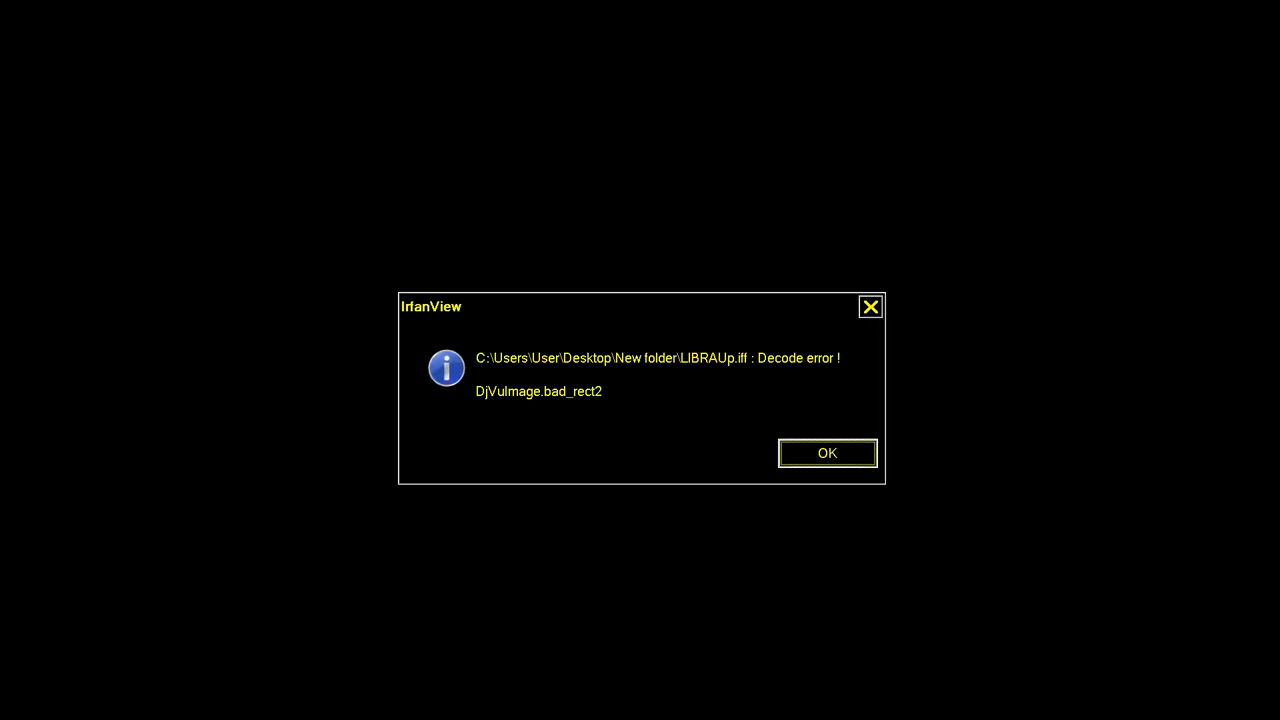 IrfanView
C:\Users\User\Desktop\New folder\LIBRAUp.iff : Decode error !
DjVuImage.bad_rect2
OK